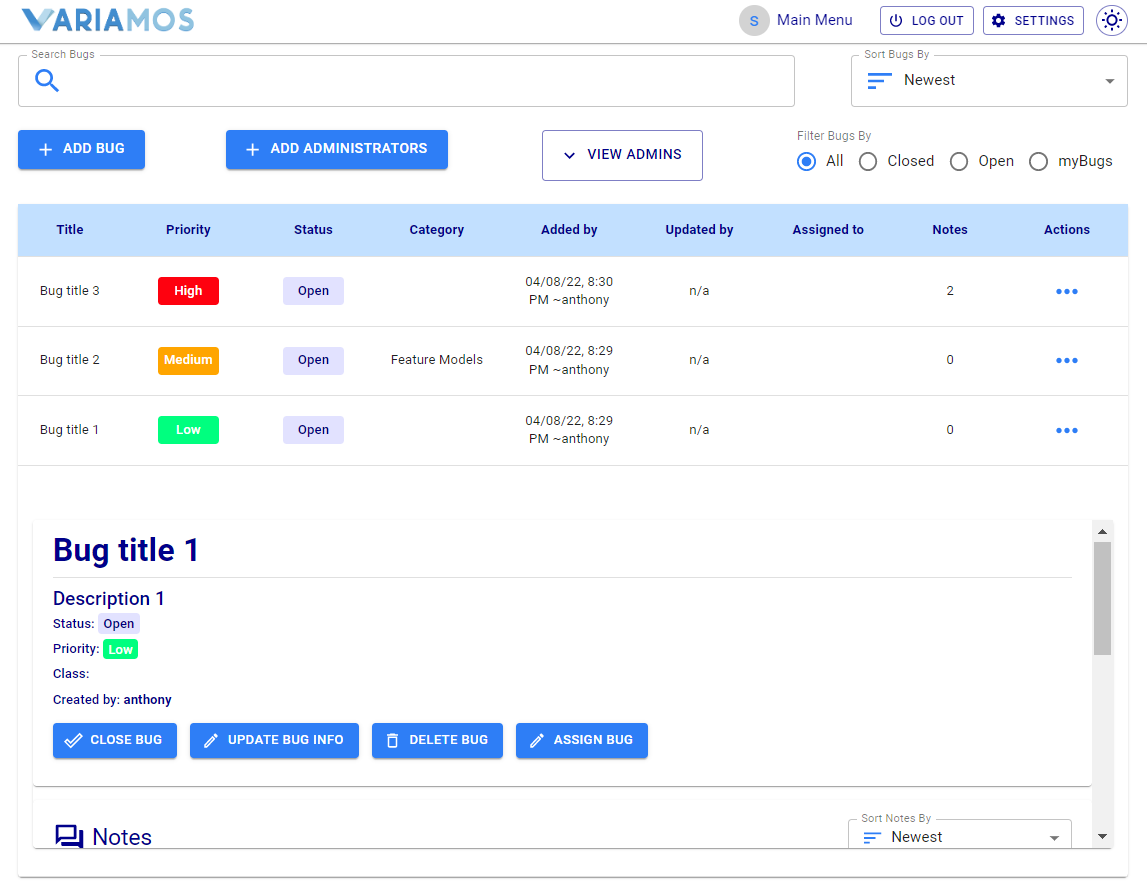 VARIAMOS
S Main Menu LOG OUT SETTINGS
Search Bugs
Sort Bugs By
Newest
ADD BUG ADD ADMINISTRATORS VIEW ADMINS
Filter Bugs By
All Closed Open myBugs
Title Priority Status Category Added by Updated by Assigned to Notes Actions
Bug title 3 High Open 04/08/22, 8:30 PM ~anthony n/a 2
Bug title 2 Medium Open Feature Models 04/08/22, 8:29 PM ~anthony n/a 0
Bug title 1 Low Open 04/08/22, 8:29 PM ~anthony n/a 0
Bug title 1
Description 1
Status: Open
Priority: Low
Class:
Created by: anthony
CLOSE BUG UPDATE BUG INFO DELETE BUG ASSIGN BUG
Notes
Sort Notes By
Newest